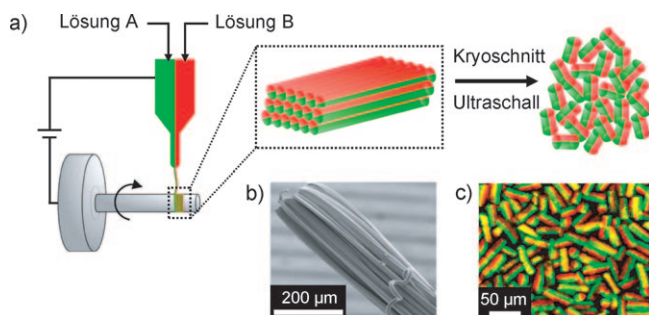 a)
Lösung A
Lösung B
Kryoschnitt
Ultraschall
b)
200 µm
c)
50 µm